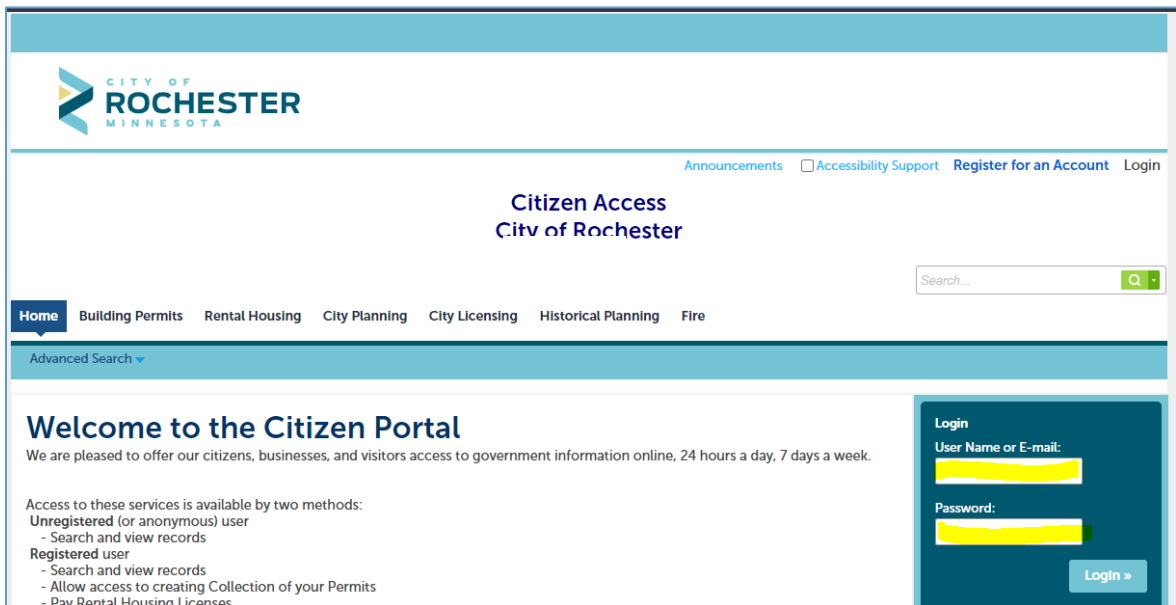 CITY OF
ROCHESTER
MINNESOTA
Announcements Accessibility Support Register for an Account Login
Citizen Access
City of Rochester
Search...
Home Building Permits Rental Housing City Planning City Licensing Historical Planning Fire
Advanced Search
Welcome to the Citizen Portal
We are pleased to offer our citizens, businesses, and visitors access to government information online, 24 hours a day, 7 days a week.
Access to these services is available by two methods:
Unregistered (or anonymous) user
- Search and view records
Registered user
- Search and view records
- Allow access to creating Collection of your Permits
- Pay Rental Housing Licenses
Login
User Name or E-mail:
Password:
Login »